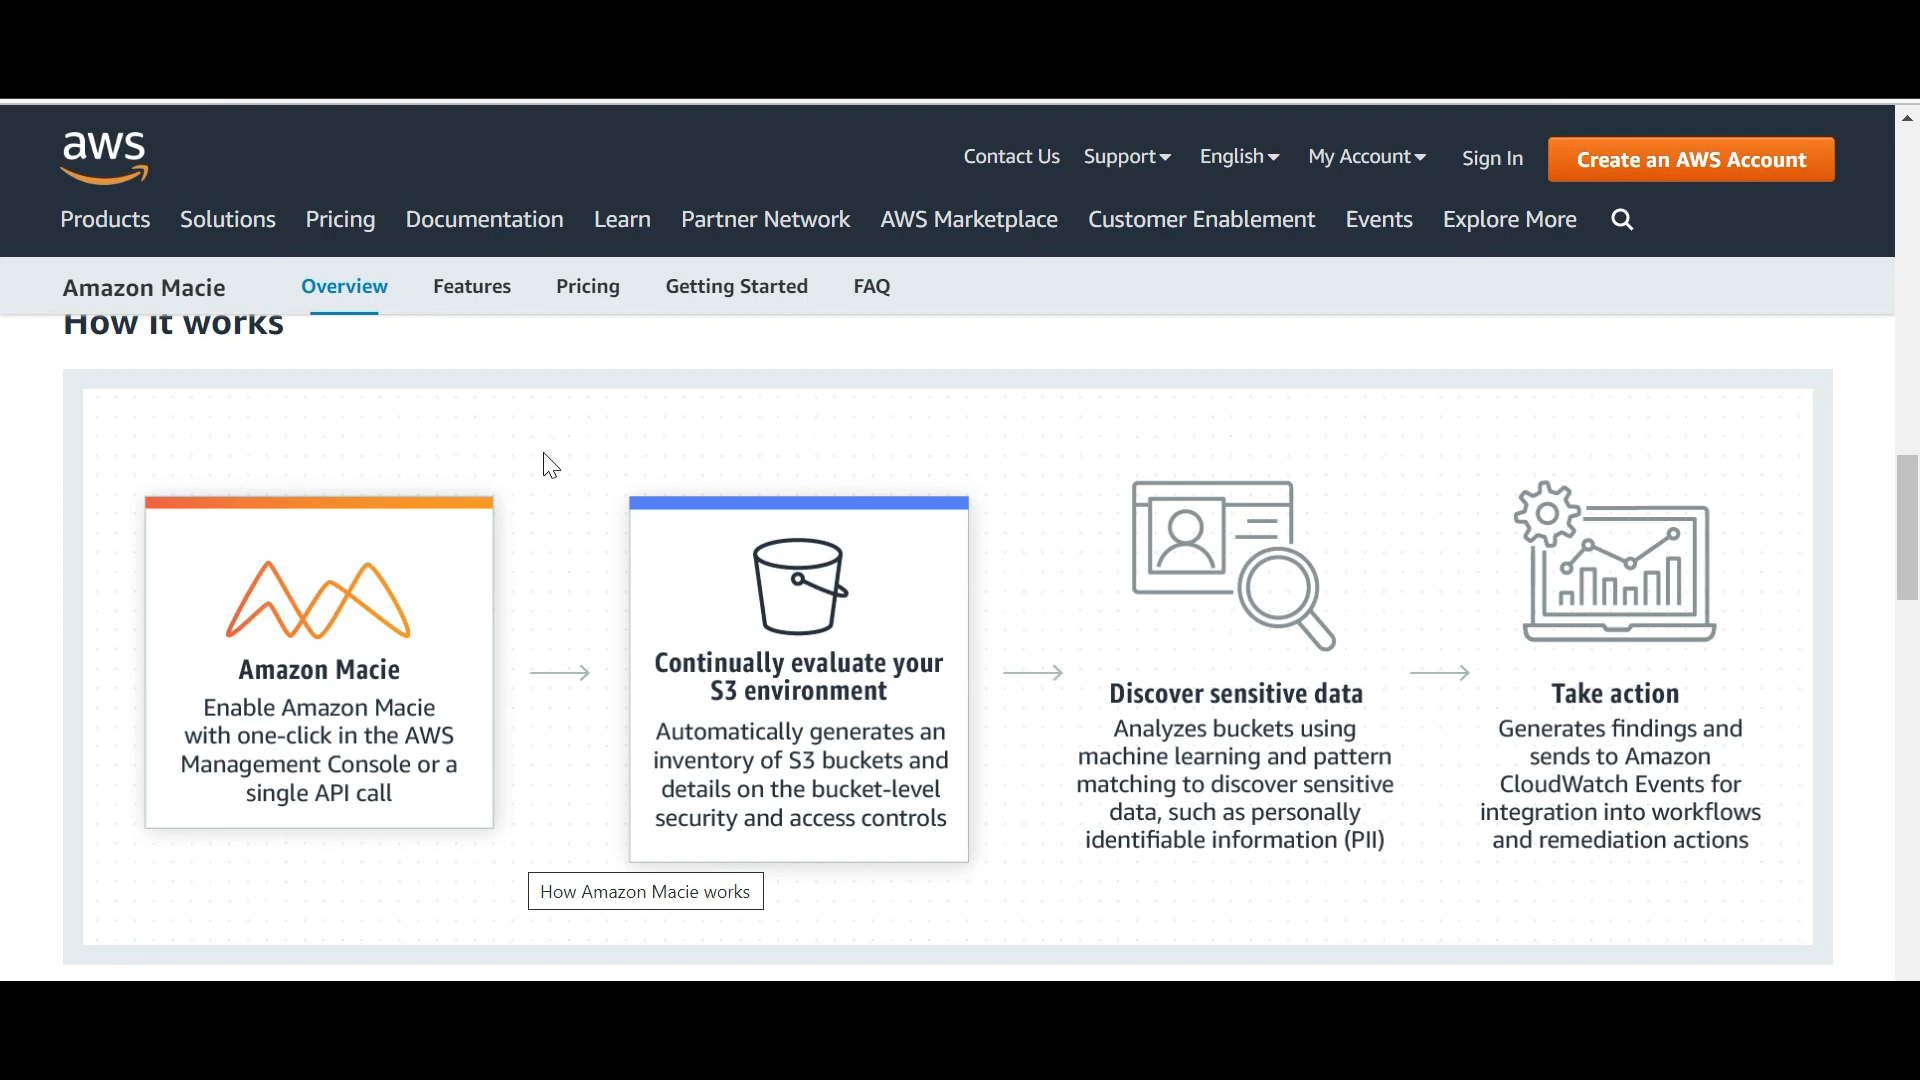 aws
Contact Us Support English My Account Sign In Create an AWS Account
Products Solutions Pricing Documentation Learn Partner Network AWS Marketplace Customer Enablement Events Explore More
Amazon Macie Overview Features Pricing Getting Started FAQ
How it works
Amazon Macie
Enable Amazon Macie
with one-click in the AWS
Management Console or a
single API call
Continually evaluate your
S3 environment
Automatically generates an
inventory of S3 buckets and
details on the bucket-level
security and access controls
Discover sensitive data
Analyzes buckets using
machine learning and pattern
matching to discover sensitive
data, such as personally
identifiable information (PII)
Take action
Generates findings and
sends to Amazon
CloudWatch Events for
integration into workflows
and remediation actions
How Amazon Macie works